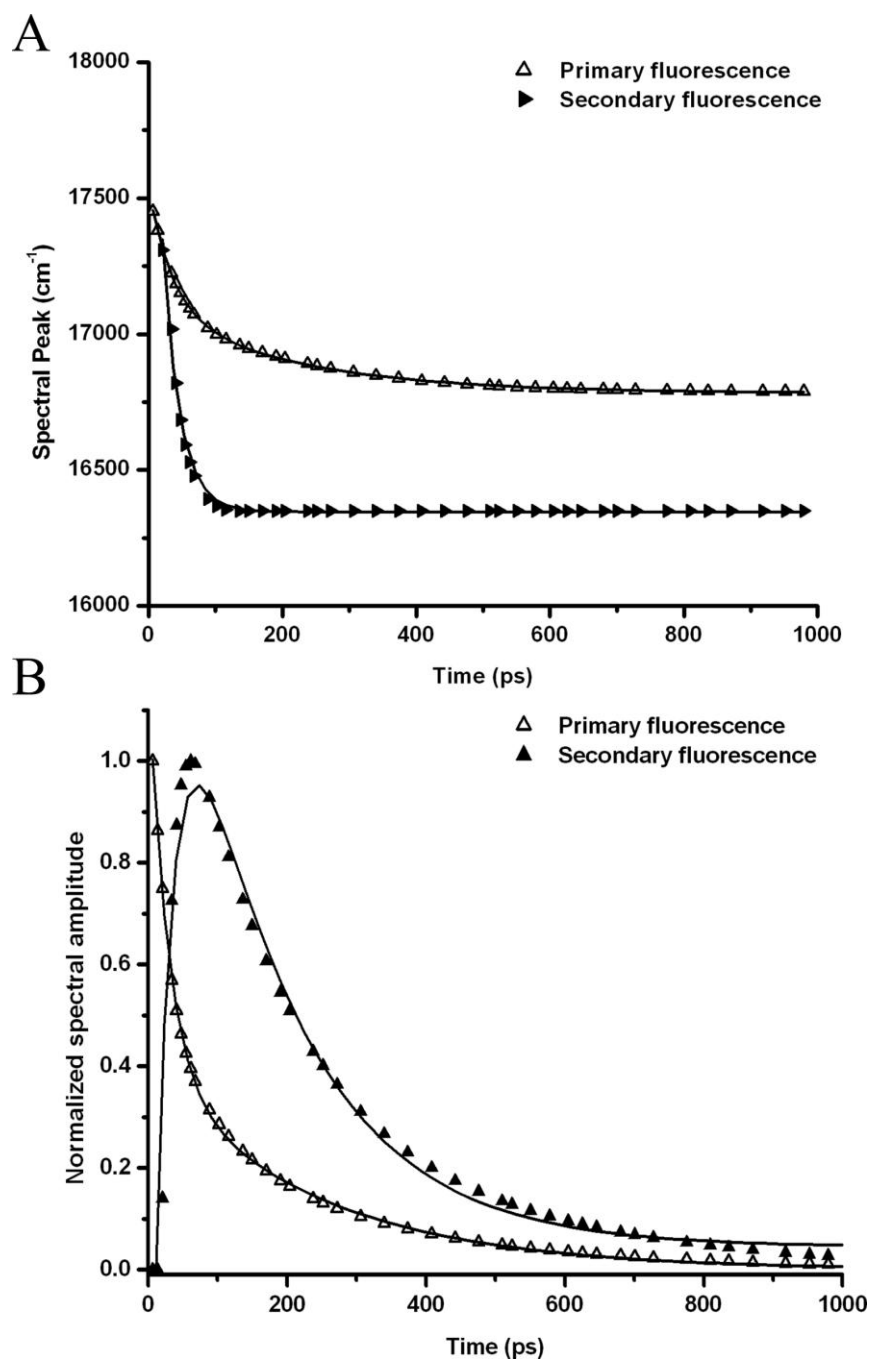 A
18000
17500
17000
16500
16000
Spectral Peak (cm-1)
Primary fluorescence
Secondary fluorescence
0 200 400 600 800 1000
Time (ps)
B
1.0
0.8
0.6
0.4
0.2
0.0
Normalized spectral amplitude
Primary fluorescence
Secondary fluorescence
0 200 400 600 800 1000
Time (ps)